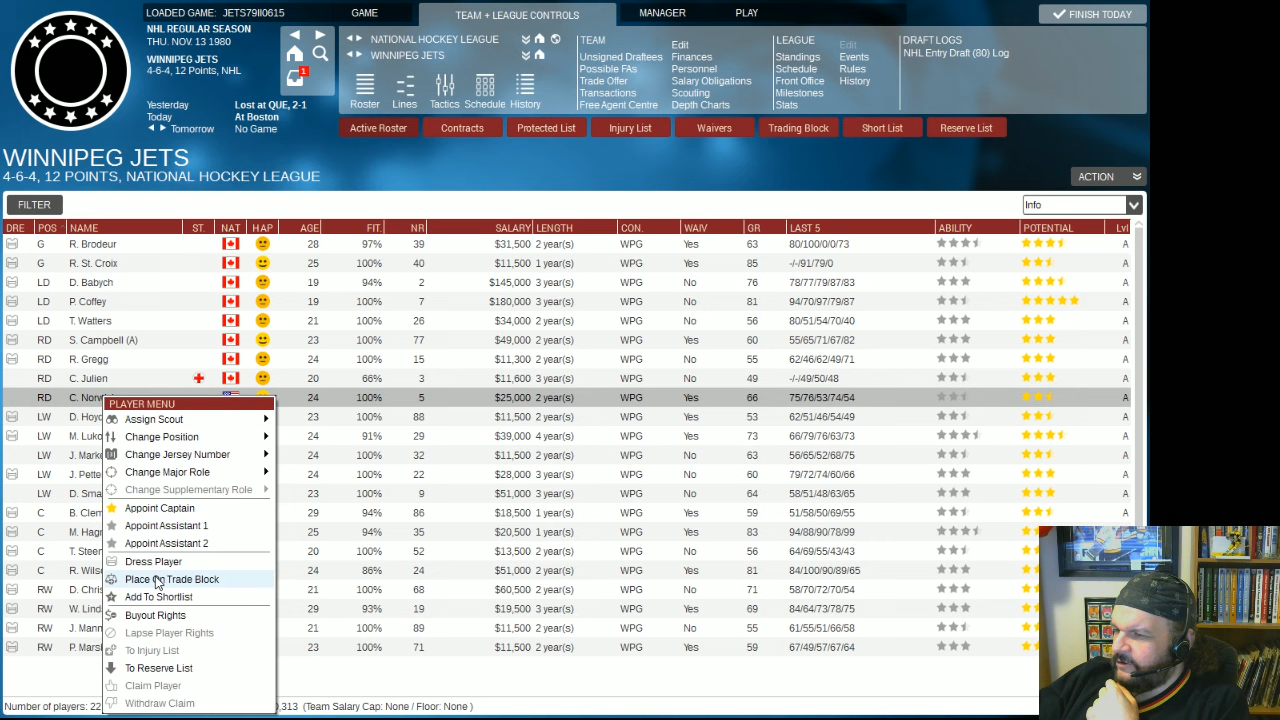 LOADED GAME: JETS79II0615
GAME
TEAM + LEAGUE CONTROLS
MANAGER
PLAY
FINISH TODAY
NHL REGULAR SEASON
THU. NOV. 13 1980
WINNIPEG JETS
4-6-4, 12 Points, NHL
Yesterday Lost at QUE, 2-1
Today At Boston
Tomorrow No Game
1
NATIONAL HOCKEY LEAGUE
WINNIPEG JETS
Roster Lines Tactics Schedule History
TEAM
Unsigned Draftees
Possible FAs
Trade Offer
Transactions
Free Agent Centre
Edit
Finances
Personnel
Salary Obligations
Scouting
Depth Charts
LEAGUE
Standings
Schedule
Front Office
Milestones
Stats
Edit
Events
Rules
History
DRAFT LOGS
NHL Entry Draft (80) Log
Active Roster Contracts Protected List Injury List Waivers Trading Block Short List Reserve List
WINNIPEG JETS
4-6-4, 12 POINTS, NATIONAL HOCKEY LEAGUE
ACTION
FILTER
Info
DRE POS NAME ST. NAT HAP AGE FIT. NR SALARY LENGTH CON. WAIV GR LAST 5 ABILITY POTENTIAL Lvl
G R. Brodeur 28 97% 39 $31,500 2 year(s) WPG Yes 63 80/100/0/0/73 A
G R. St. Croix 25 100% 40 $11,500 1 year(s) WPG Yes 85 -/-/91/79/0 A
LD D. Babych 19 94% 2 $145,000 3 year(s) WPG No 76 78/77/79/87/83 A
LD P. Coffey 19 100% 7 $180,000 3 year(s) WPG No 81 94/70/97/79/87 A
LD T. Watters 21 100% 26 $34,000 2 year(s) WPG No 56 80/51/54/70/40 A
RD S. Campbell (A) 24 100% 77 $49,000 2 year(s) WPG Yes 60 55/65/71/67/82 A
RD R. Gregg 24 100% 15 $11,300 2 year(s) WPG No 55 62/46/62/49/71 A
RD C. Julien 20 66% 3 $11,600 3 year(s) WPG No 49 -/-/49/50/48 A
RD C. Norw 24 100% 5 $25,000 2 year(s) WPG Yes 66 75/76/53/74/54 A
LW D. Hoy 23 100% 88 $11,500 2 year(s) WPG Yes 53 62/51/46/54/49 A
LW M. Luko 24 91% 29 $39,000 4 year(s) WPG Yes 73 66/79/76/63/73 A
LW J. Marke 24 100% 32 $11,500 2 year(s) WPG No 56 56/65/52/68/75 A
LW J. Pette 24 100% 22 $28,000 3 year(s) WPG No 60 79/72/74/60/66 A
LW D. Sma 23 100% 9 $51,000 3 year(s) WPG No 64 58/51/48/63/65 A
C B. Clem 29 94% 86 $18,500 1 year(s) WPG Yes 59 51/58/50/69/55 A
C M. Hag 25 94% 35 $20,500 1 year(s) WPG Yes 83 94/88/90/78/99
C T. Steen 20 100% 52 $13,500 2 year(s) WPG No 56 64/69/55/43/43
C R. Wils 24 86% 24 $51,000 2 year(s) WPG Yes 81 84/100/90/89/65
RW D. Chris 21 100% 68 $60,500 2 year(s) WPG No 71 58/70/72/70/54
RW W. Lind 29 93% 19 $19,500 3 year(s) WPG Yes 69 84/64/73/78/75
RW J. Mann 21 100% 89 $11,500 2 year(s) WPG No 55 61/55/51/66/58
RW P. Mars 23 100% 71 $11,500 2 year(s) WPG Yes 59 67/49/57/67/64
PLAYER MENU
Assign Scout
Change Position
Change Jersey Number
Change Major Role
Change Supplementary Role
Appoint Captain
Appoint Assistant 1
Appoint Assistant 2
Dress Player
Place On Trade Block
Add To Shortlist
Buyout Rights
Lapse Player Rights
To Injury List
To Reserve List
Claim Player
Withdraw Claim
Number of players: 22 0,313 (Team Salary Cap: None / Floor: None )